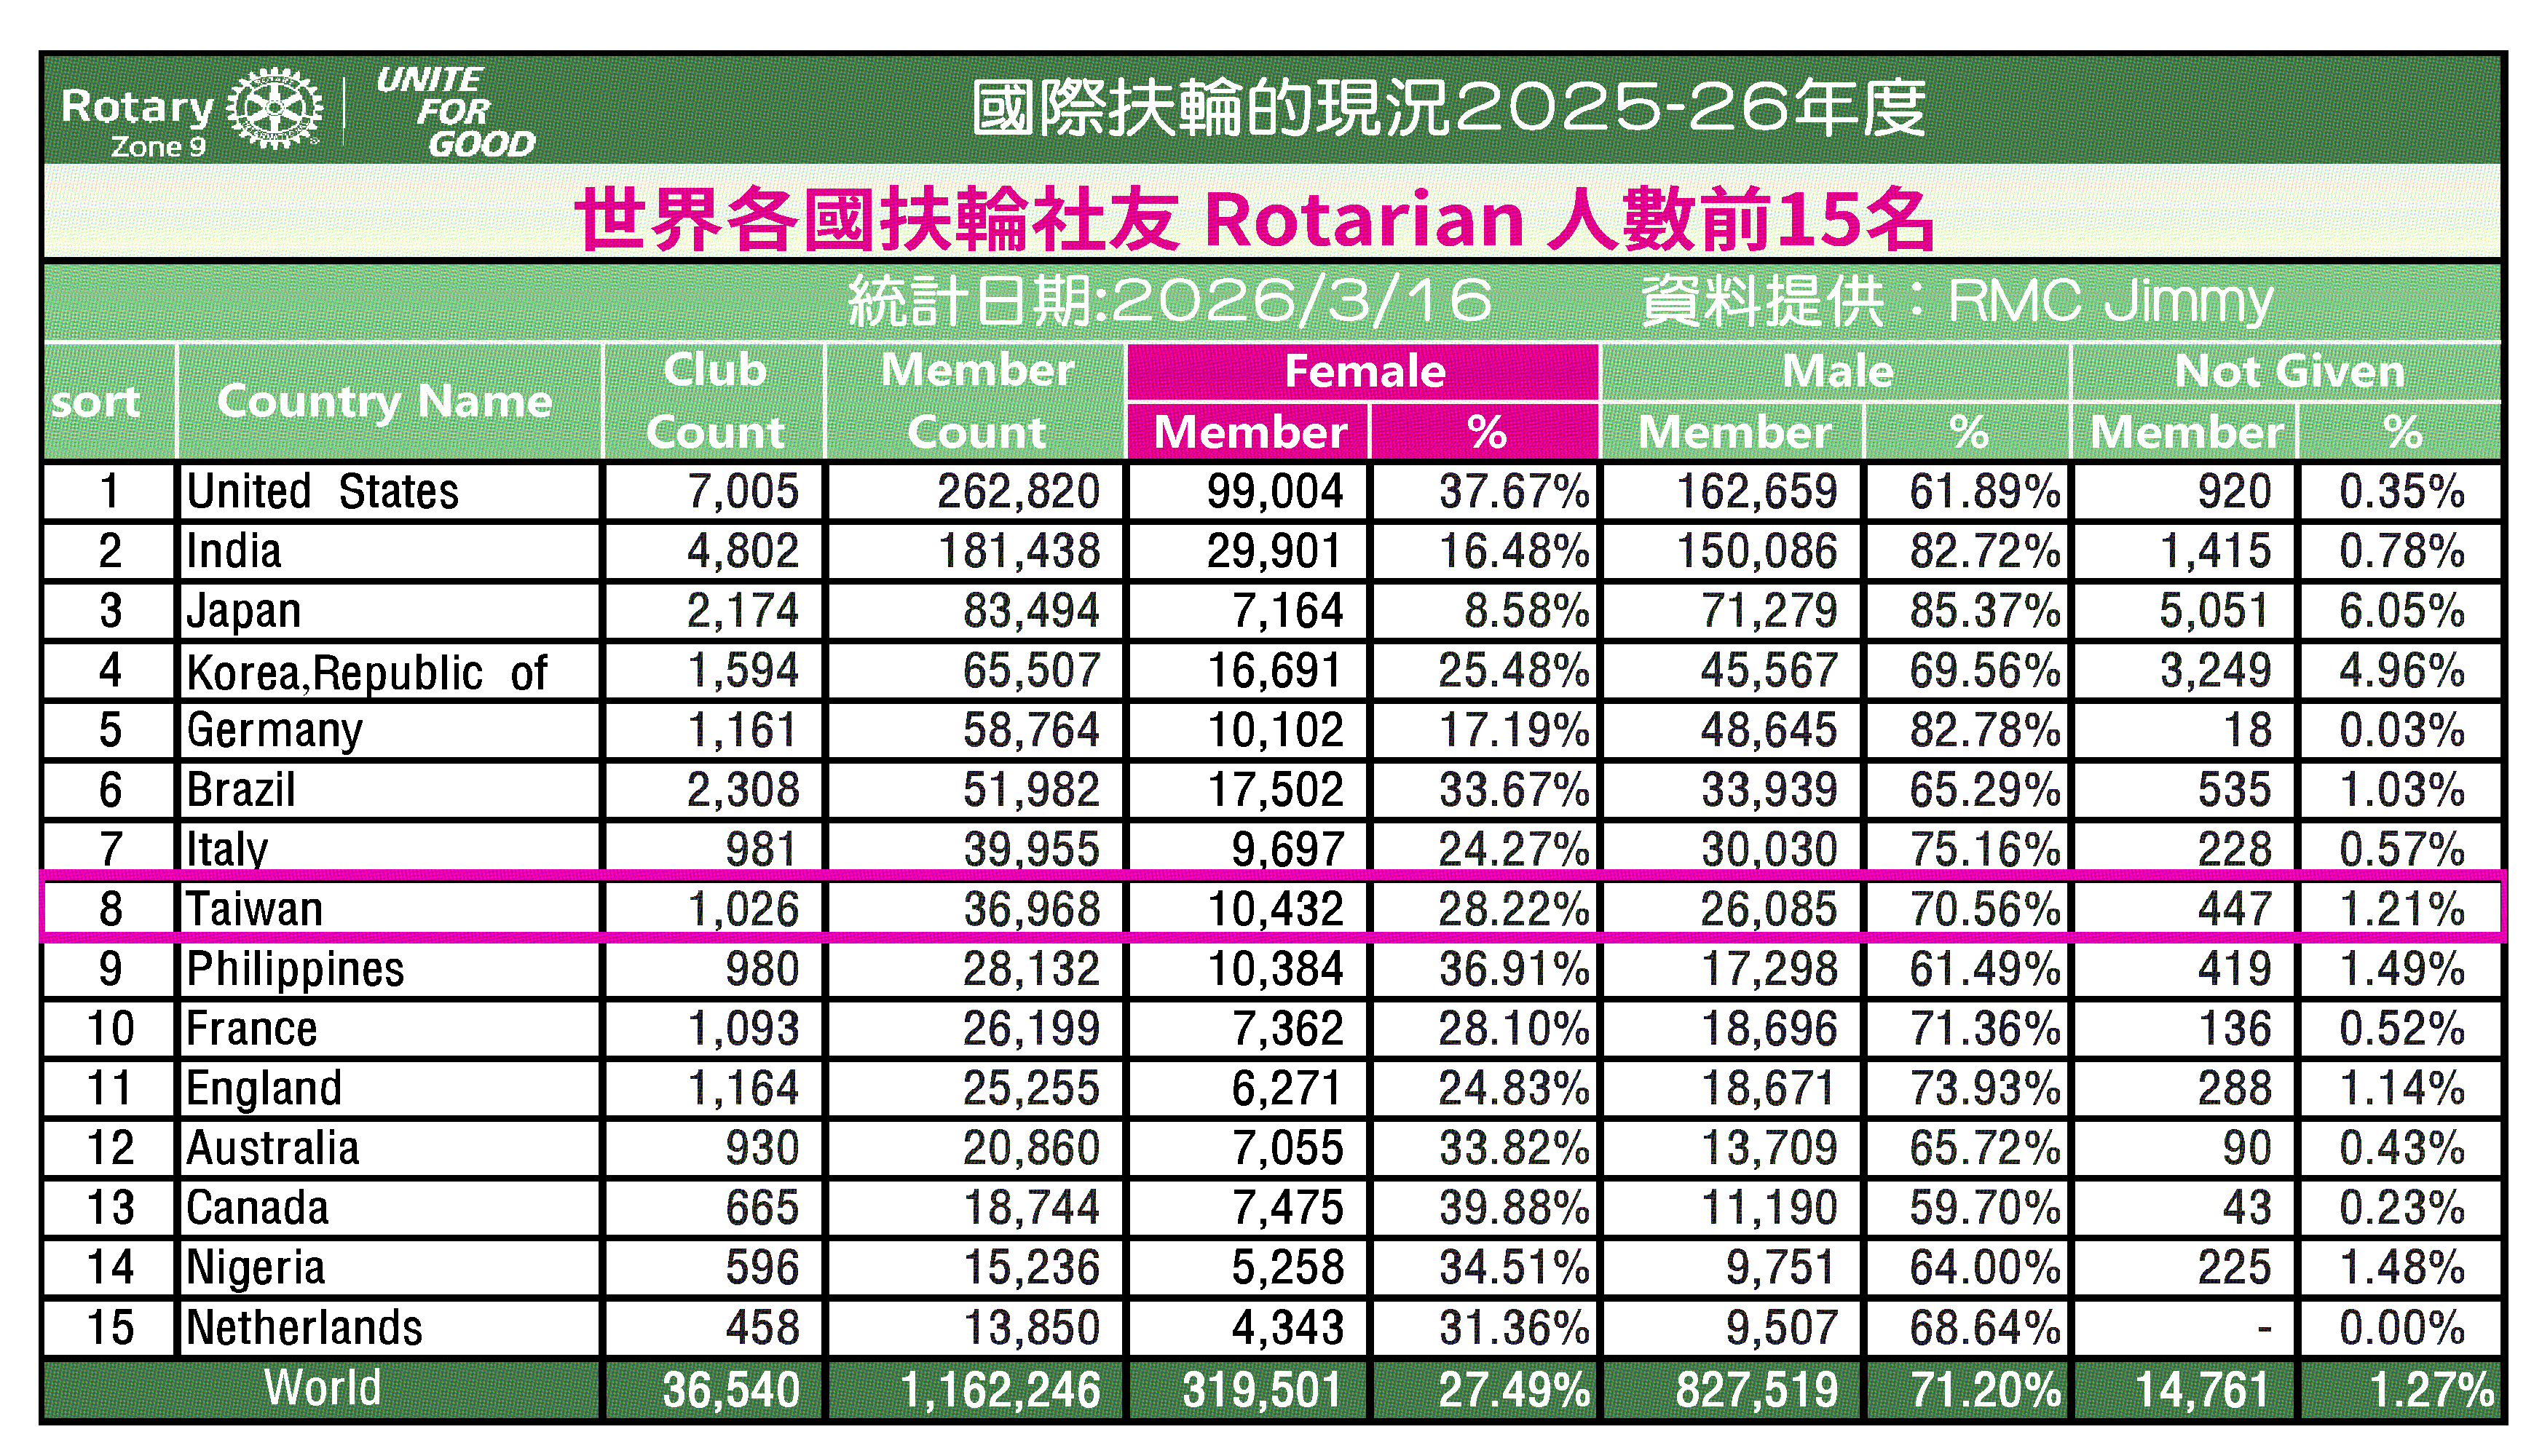 Rotary
Zone 9
UNITE
FOR
GOOD
國際扶輪的現況2025-26年度
世界各國扶輪社友 Rotarian 人數前15名
統計日期:2026/3/16 資料提供：RMC Jimmy
sort Country Name Club Count Member Count Female Male Not Given
Member % Member % Member %
1 United States 7,005 262,820 99,004 37.67% 162,659 61.89% 920 0.35%
2 India 4,802 181,438 29,901 16.48% 150,086 82.72% 1,415 0.78%
3 Japan 2,174 83,494 7,164 8.58% 71,279 85.37% 5,051 6.05%
4 Korea,Republic of 1,594 65,507 16,691 25.48% 45,567 69.56% 3,249 4.96%
5 Germany 1,161 58,764 10,102 17.19% 48,645 82.78% 18 0.03%
6 Brazil 2,308 51,982 17,502 33.67% 33,939 65.29% 535 1.03%
7 Italy 981 39,955 9,697 24.27% 30,030 75.16% 228 0.57%
8 Taiwan 1,026 36,968 10,432 28.22% 26,085 70.56% 447 1.21%
9 Philippines 980 28,132 10,384 36.91% 17,298 61.49% 419 1.49%
10 France 1,093 26,199 7,362 28.10% 18,696 71.36% 136 0.52%
11 England 1,164 25,255 6,271 24.83% 18,671 73.93% 288 1.14%
12 Australia 930 20,860 7,055 33.82% 13,709 65.72% 90 0.43%
13 Canada 665 18,744 7,475 39.88% 11,190 59.70% 43 0.23%
14 Nigeria 596 15,236 5,258 34.51% 9,751 64.00% 225 1.48%
15 Netherlands 458 13,850 4,343 31.36% 9,507 68.64% - 0.00%
World 36,540 1,162,246 319,501 27.49% 827,519 71.20% 14,761 1.27%